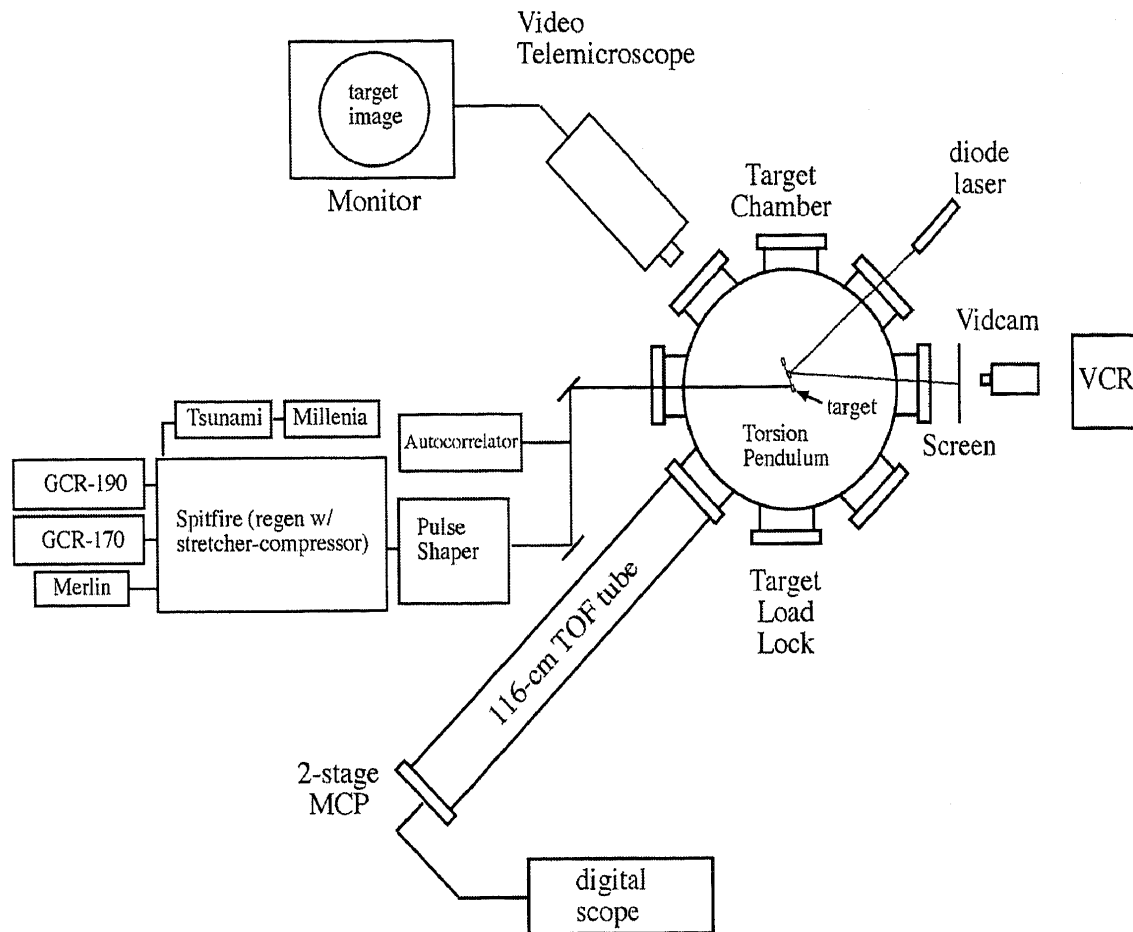 Video
Telemicroscope
target
image
Monitor
Target
Chamber
diode
laser
Vidcam
VCR
target
Screen
Torsion
Pendulum
Tsunami
Millenia
Autocorrelator
GCR-190
GCR-170
Merlin
Spitfire (regen w/
stretcher-compressor)
Pulse
Shaper
Target
Load
Lock
116-cm TOF tube
2-stage
MCP
digital
scope